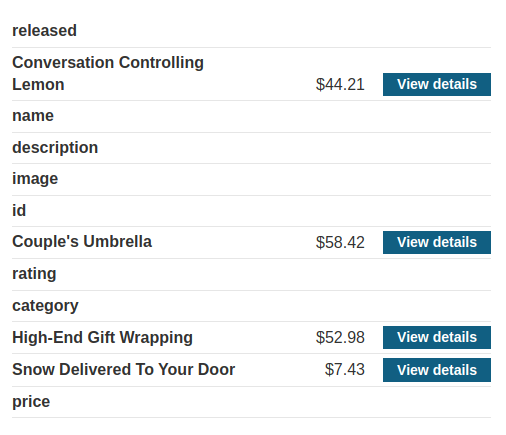 released
Conversation Controlling
Lemon $44.21 View details
name
description
image
id
Couple's Umbrella $58.42 View details
rating
category
High-End Gift Wrapping $52.98 View details
Snow Delivered To Your Door $7.43 View details
price